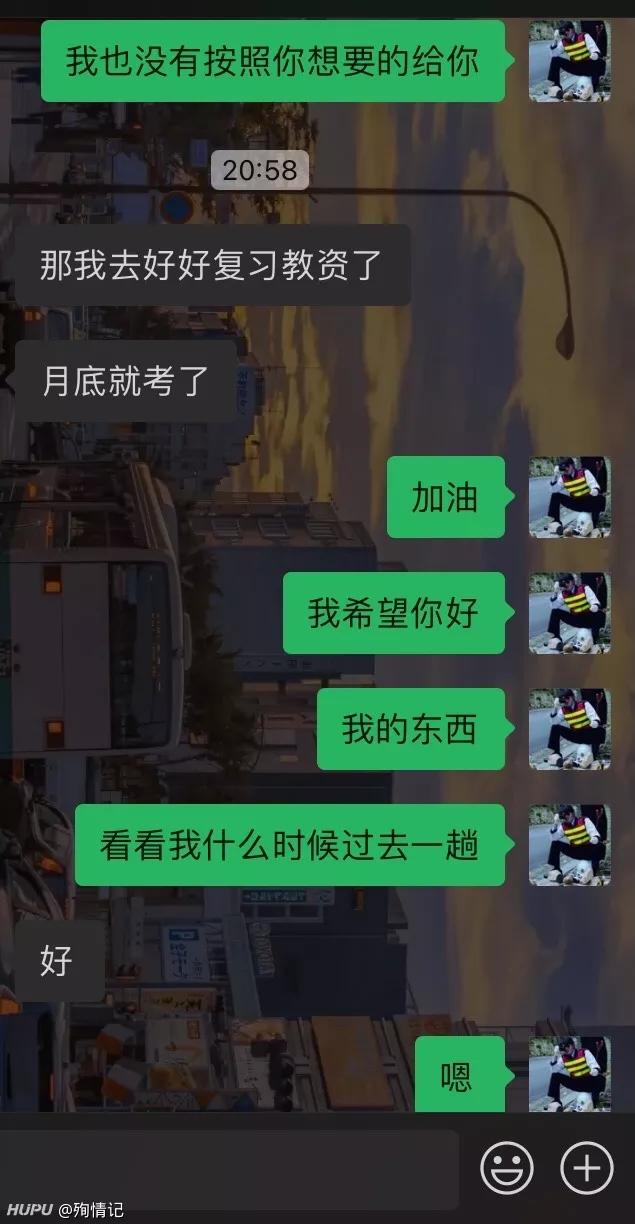 我也没有按照你想要的给你
20:58
那我去好好复习教资了
月底就考了
加油
我希望你好
我的东西
看看我什么时候过去一趟
好
嗯
HUPU @殉情记